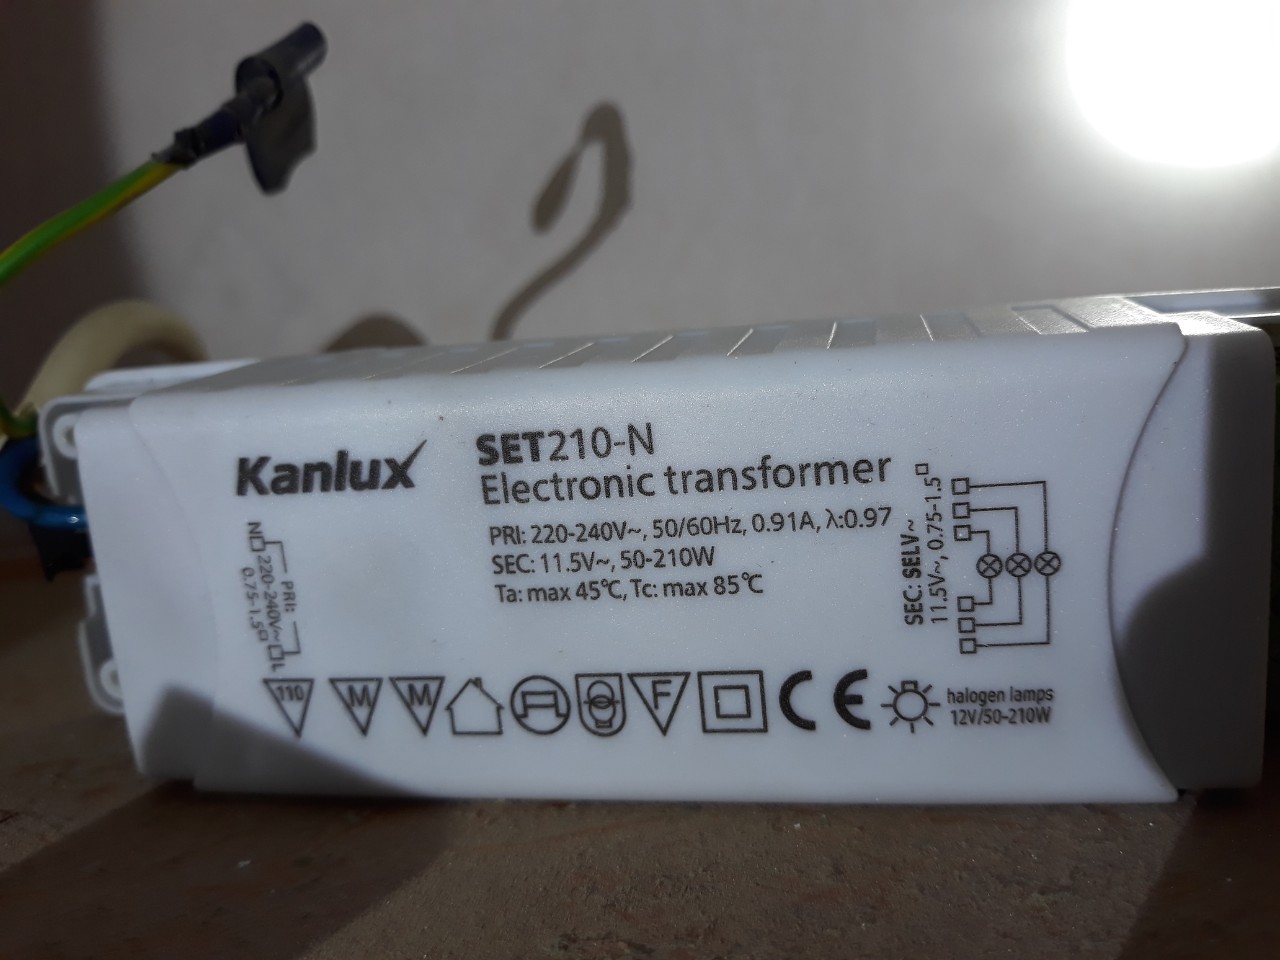 Kanlux
SET210-N
Electronic transformer
PRI: 220-240V~, 50/60Hz, 0.91A, λ:0.97
SEC: 11.5V~, 50-210W
Ta: max 45℃, Tc: max 85℃
N
L
PRI:
220-240V~
0.75-1.5□
SEC: SELV~
11.5V~, 0.75-1.5□
110
M
M
F
CE
halogen lamps
12V/50-210W